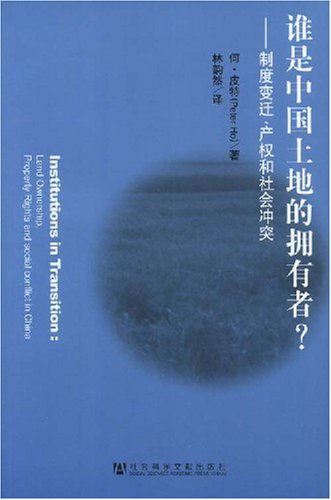 谁是中国土地的拥有者?
——制度变迁、产权和社会冲突
何·皮特(Peter Ho)/著
林韵然/译
Institutions in Transition:
Land Ownership,
Property Rights and social conflict in China
社会科学文献出版社
SOCIAL SCIENCES ACADEMIC PRESS(CHINA)